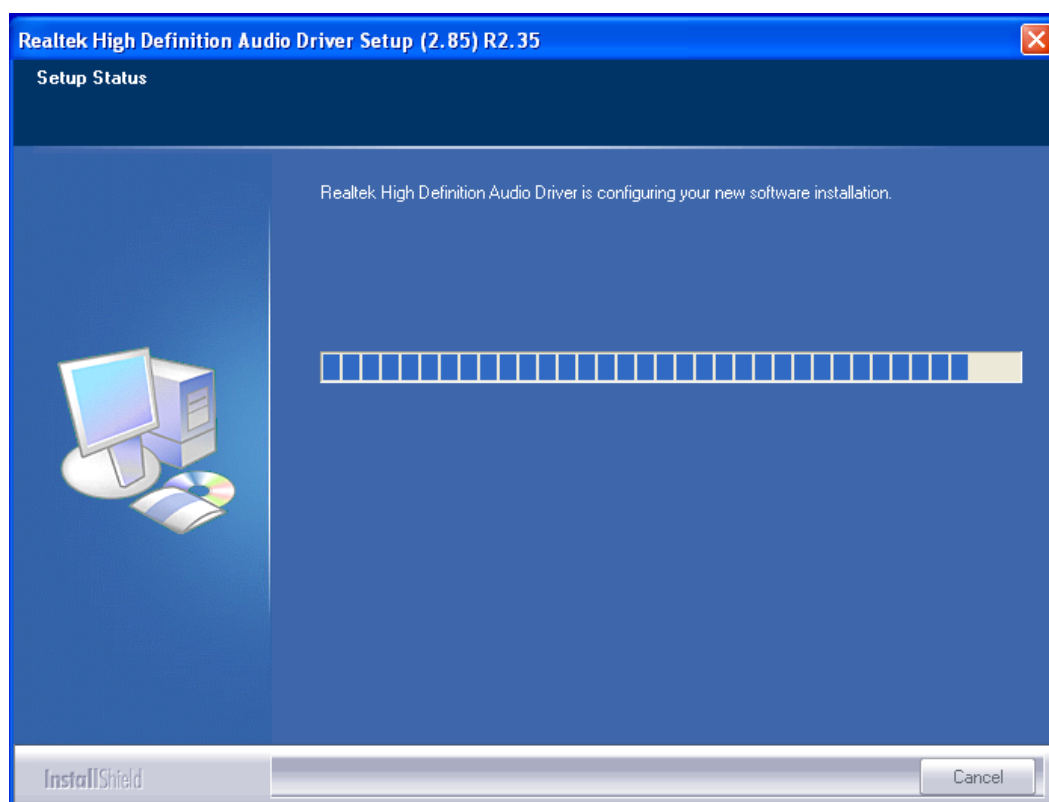 Realtek High Definition Audio Driver Setup (2.85) R2.35
Setup Status
Realtek High Definition Audio Driver is configuring your new software installation.
InstallShield
Cancel